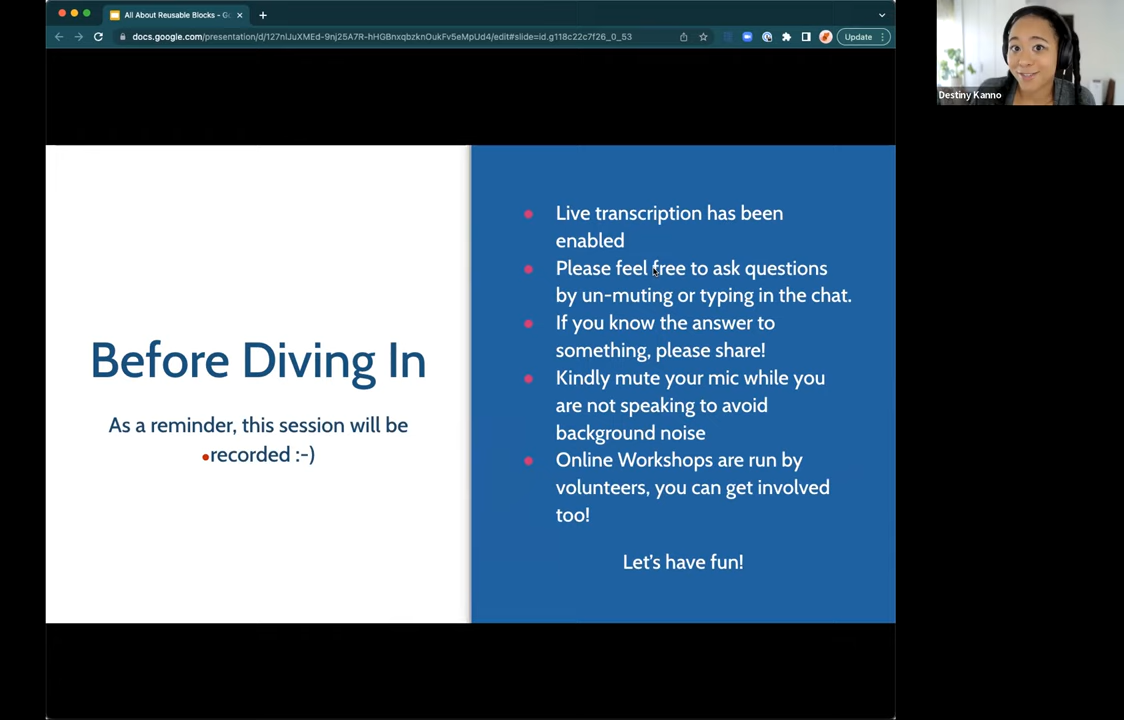 All About Reusable Blocks - Go
docs.google.com/presentation/d/127nIJuXMEd-9nj25A7R-hHGBnxqbzknOukFv5eMpUd4/edit#slide=id.g118c22c7f26_0_53
Update
Destiny Kanno
Before Diving In
As a reminder, this session will be
recorded :-)
Live transcription has been
enabled
Please feel free to ask questions
by un-muting or typing in the chat.
If you know the answer to
something, please share!
Kindly mute your mic while you
are not speaking to avoid
background noise
Online Workshops are run by
volunteers, you can get involved
too!
Let's have fun!